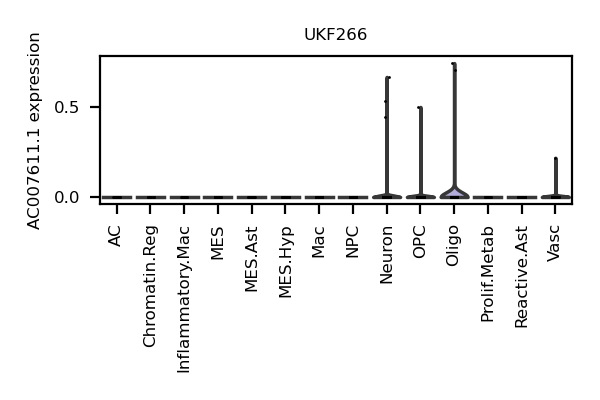 UKF266
AC007611.1 expression
0.5
0.0
AC
Chromatin.Reg
Inflammatory.Mac
MES
MES.Ast
MES.Hyp
Mac
NPC
Neuron
OPC
Oligo
Prolif.Metab
Reactive.Ast
Vasc